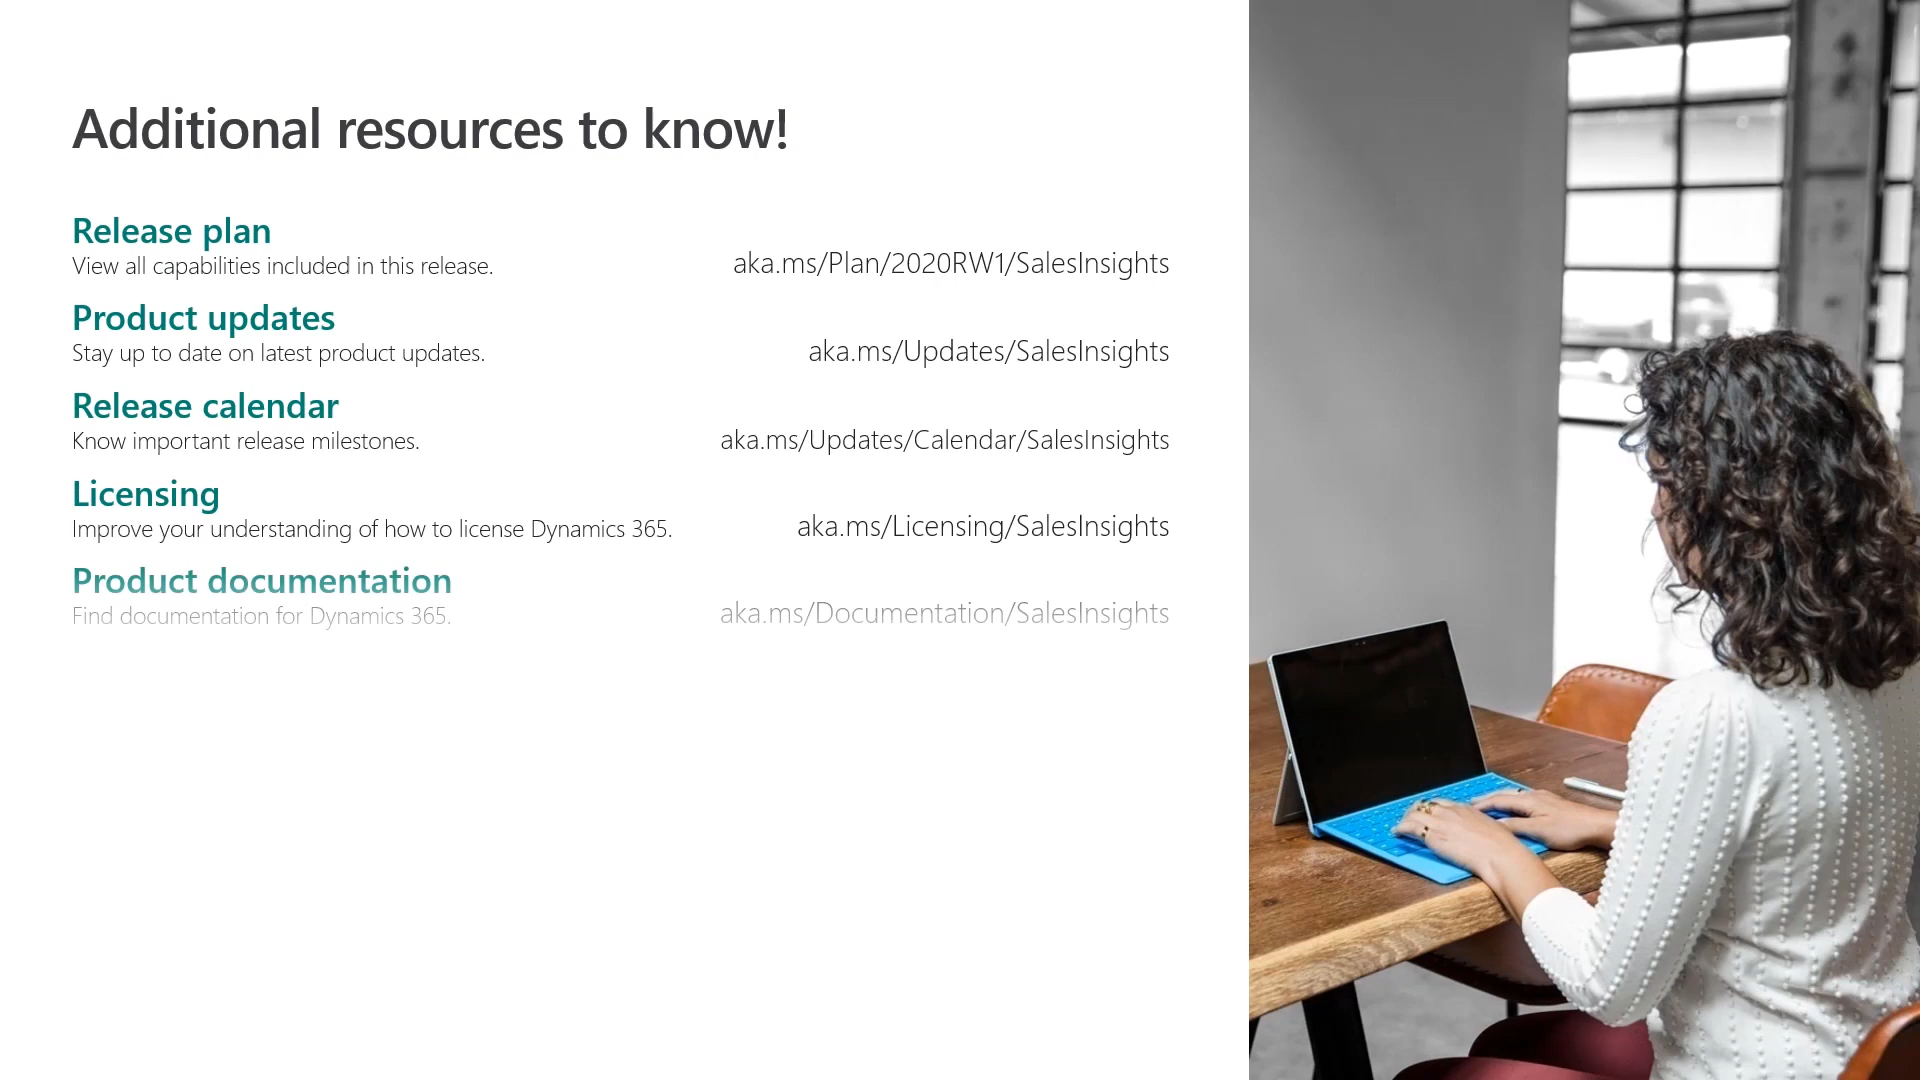 Additional resources to know!
Release plan
View all capabilities included in this release.
aka.ms/Plan/2020RW1/SalesInsights
Product updates
Stay up to date on latest product updates.
aka.ms/Updates/SalesInsights
Release calendar
Know important release milestones.
aka.ms/Updates/Calendar/SalesInsights
Licensing
Improve your understanding of how to license Dynamics 365.
aka.ms/Licensing/SalesInsights
Product documentation
Find documentation for Dynamics 365.
aka.ms/Documentation/SalesInsights